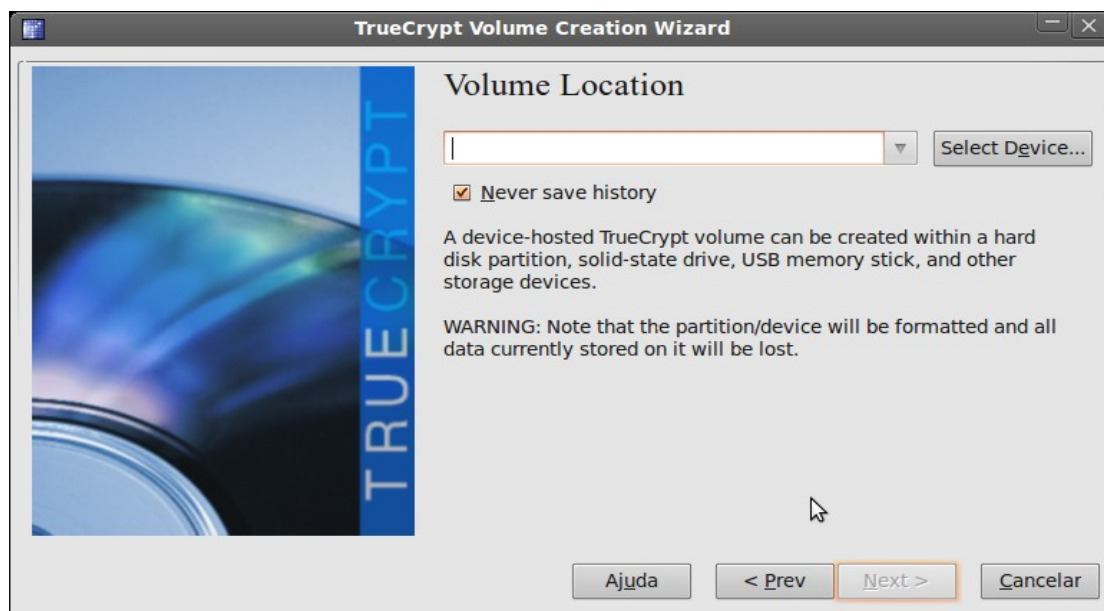 TrueCrypt Volume Creation Wizard
TRUECRYPT
Volume Location
Select Device...
Never save history
A device-hosted TrueCrypt volume can be created within a hard
disk partition, solid-state drive, USB memory stick, and other
storage devices.
WARNING: Note that the partition/device will be formatted and all
data currently stored on it will be lost.
Ajuda
< Prev
Next >
Cancelar